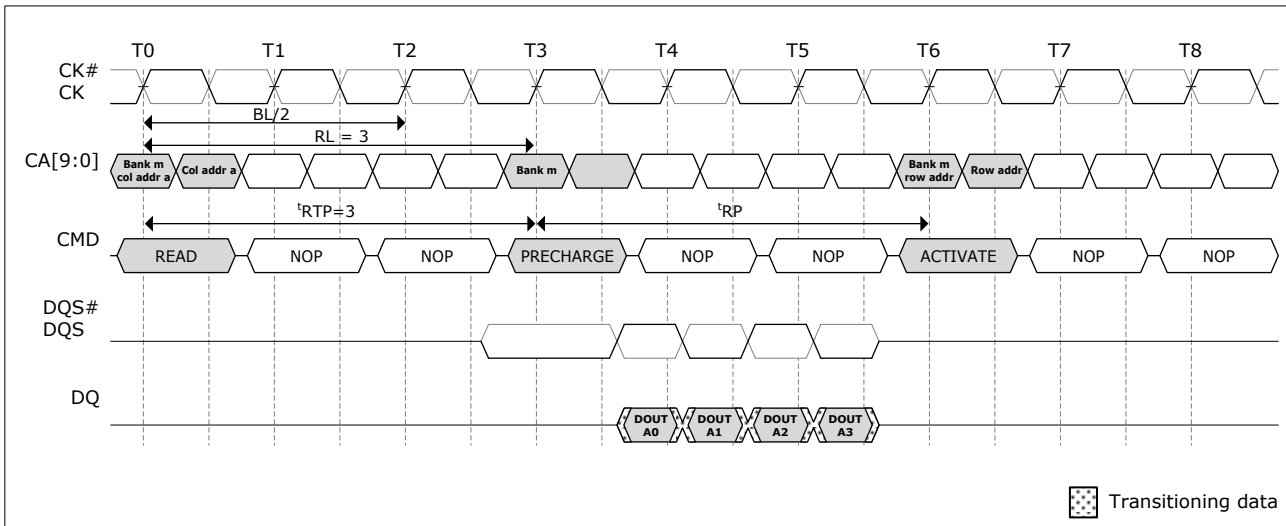 T0 T1 T2 T3 T4 T5 T6 T7 T8
CK#
CK
BL/2
RL = 3
CA[9:0]
Bank m col addr a Col addr a Bank m Bank m row addr Row addr
tRTP=3 tRP
CMD
READ NOP NOP PRECHARGE NOP NOP ACTIVATE NOP NOP
DQS#
DQS
DQ
DOUT A0 DOUT A1 DOUT A2 DOUT A3
Transitioning data